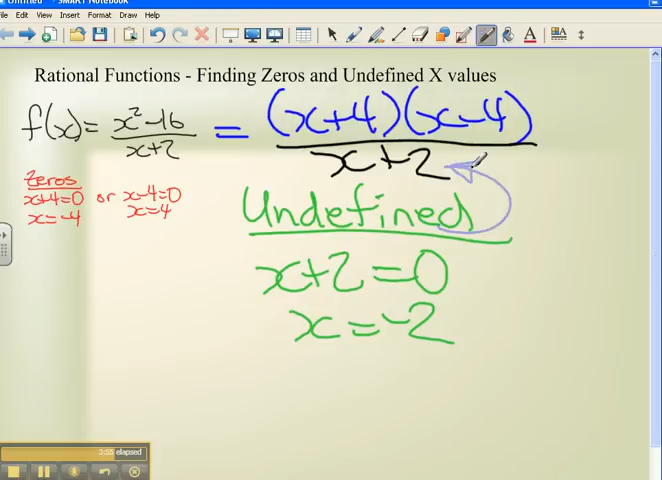 Untitled - SMART Notebook
File Edit View Insert Format Draw Help
Rational Functions - Finding Zeros and Undefined X values
f(x) = x² - 16 / x + 2 = (x + 4)(x - 4) / x + 2
Zeros
x + 4 = 0 or x - 4 = 0
x = -4 x = 4
Undefined
x + 2 = 0
x = -2
3:55 elapsed